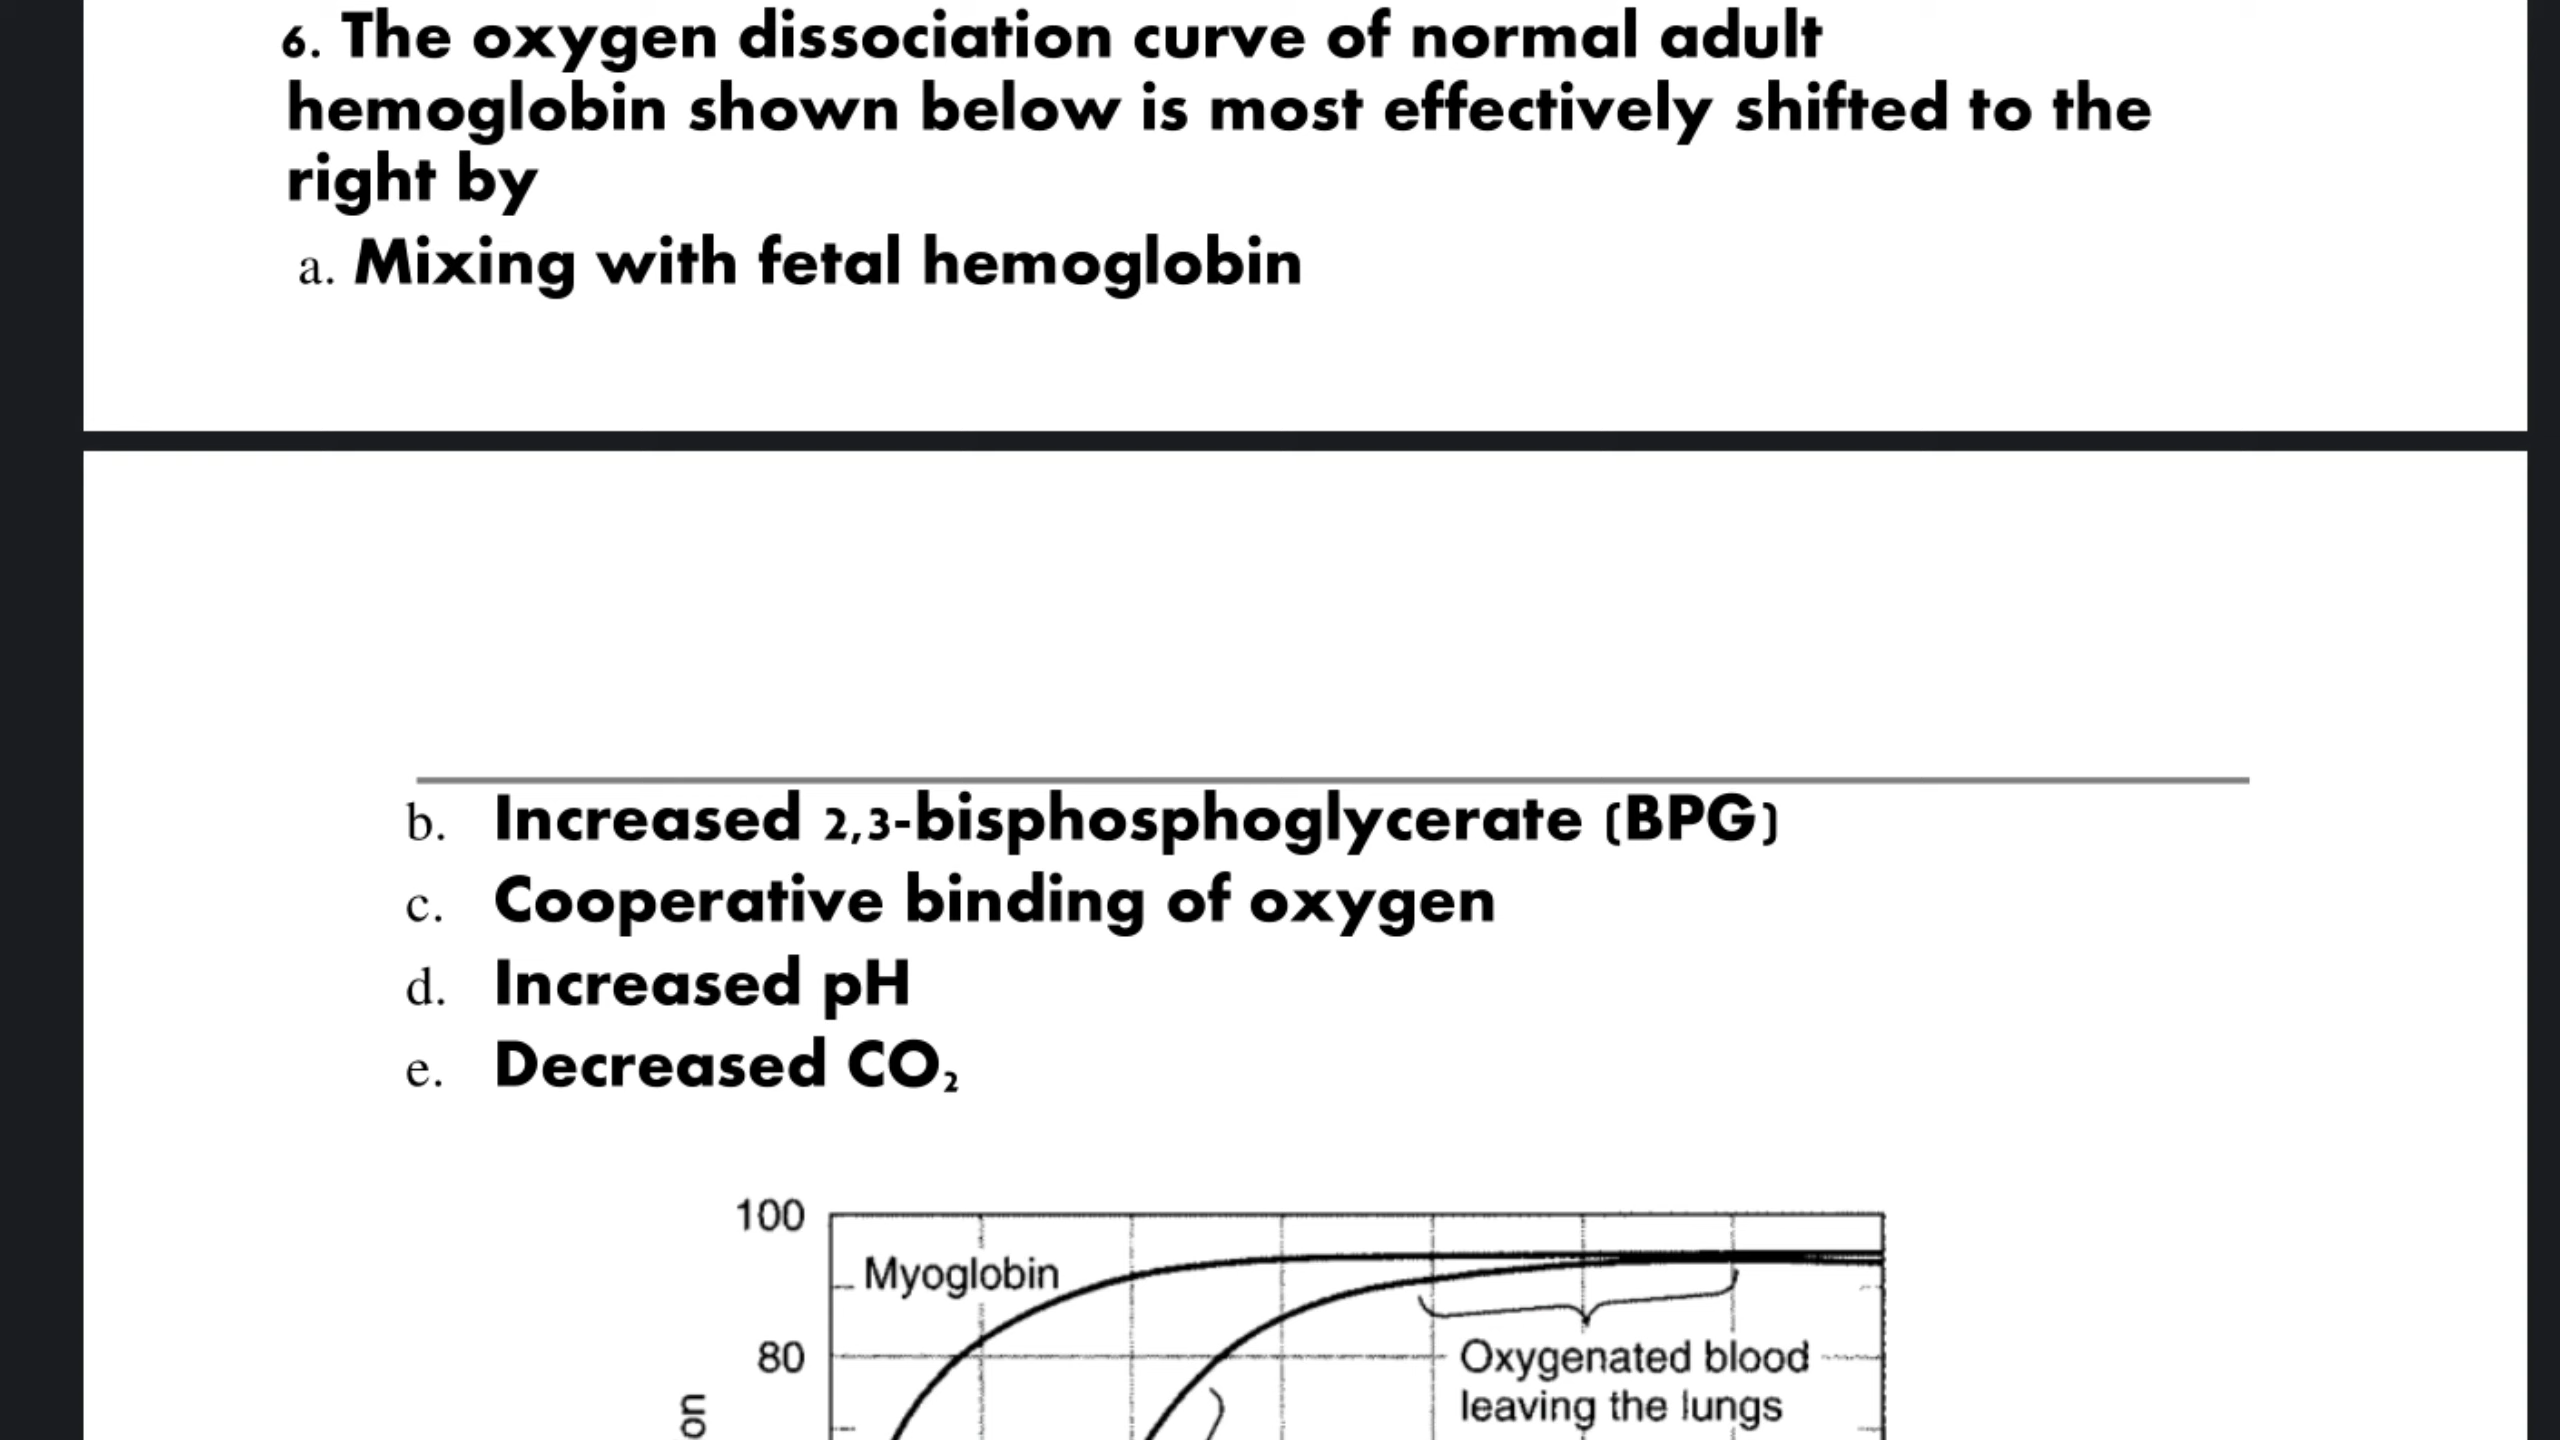 6. The oxygen dissociation curve of normal adult
hemoglobin shown below is most effectively shifted to the
right by
a. Mixing with fetal hemoglobin
b. Increased 2,3-bisphosphoglycerate (BPG)
c. Cooperative binding of oxygen
d. Increased pH
e. Decreased CO₂
100
Myoglobin
80
Oxygenated blood
leaving the lungs
on